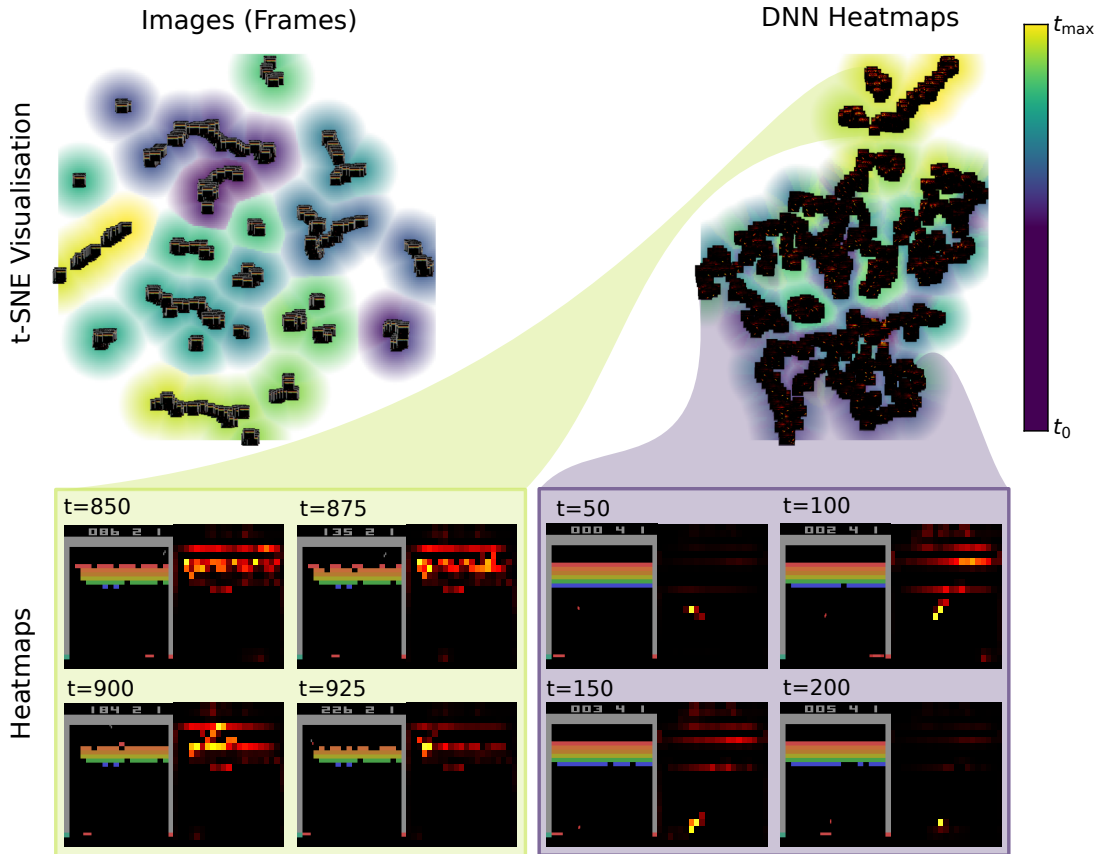 Images (Frames)
DNN Heatmaps
t-SNE Visualisation
t_max
t_0
Heatmaps
t=850
086 2 1
t=875
135 2 1
t=900
184 2 1
t=925
226 2 1
t=50
000 4 1
t=100
002 4 1
t=150
003 4 1
t=200
005 4 1